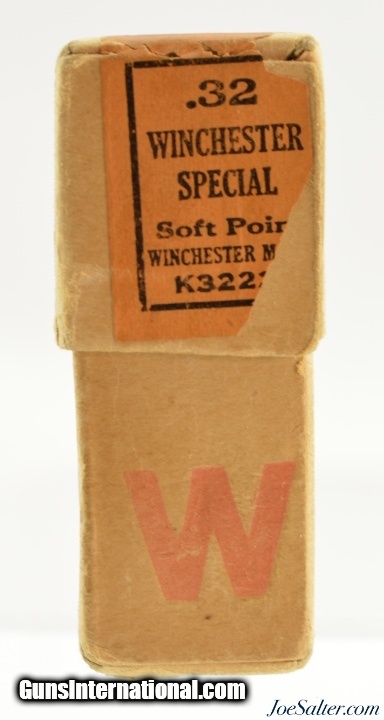 .32
WINCHESTER
SPECIAL
Soft Poin
WINCHESTER M
K322
W
GunsInternational.com
JoeSalter.com